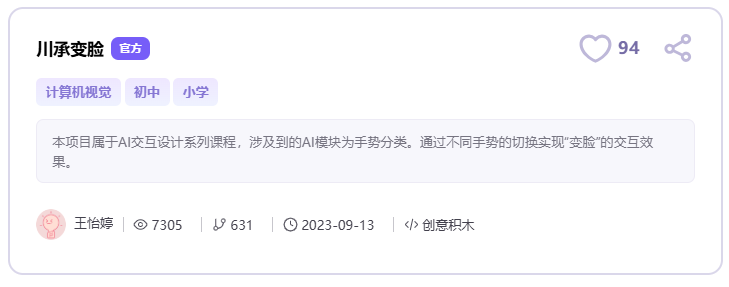 川承变脸 官方 94
计算机视觉 初中 小学
本项目属于AI交互设计系列课程，涉及到的AI模块为手势分类。通过不同手势的切换实现"变脸"的交互效
果。
王怡婷 7305 631 2023-09-13 创意积木